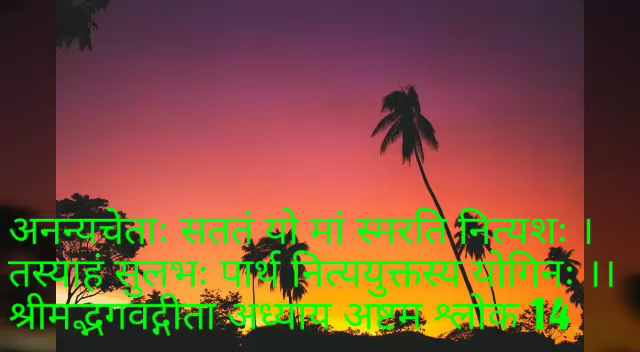 अनन्यचेताः सततं यो मां स्मरति नित्यशः ।
तस्याहं सुलभः पार्थ नित्ययुक्तस्य योगिनः ।।
श्रीमद्भगवद्गीता अध्याय अष्टम श्लोक 14